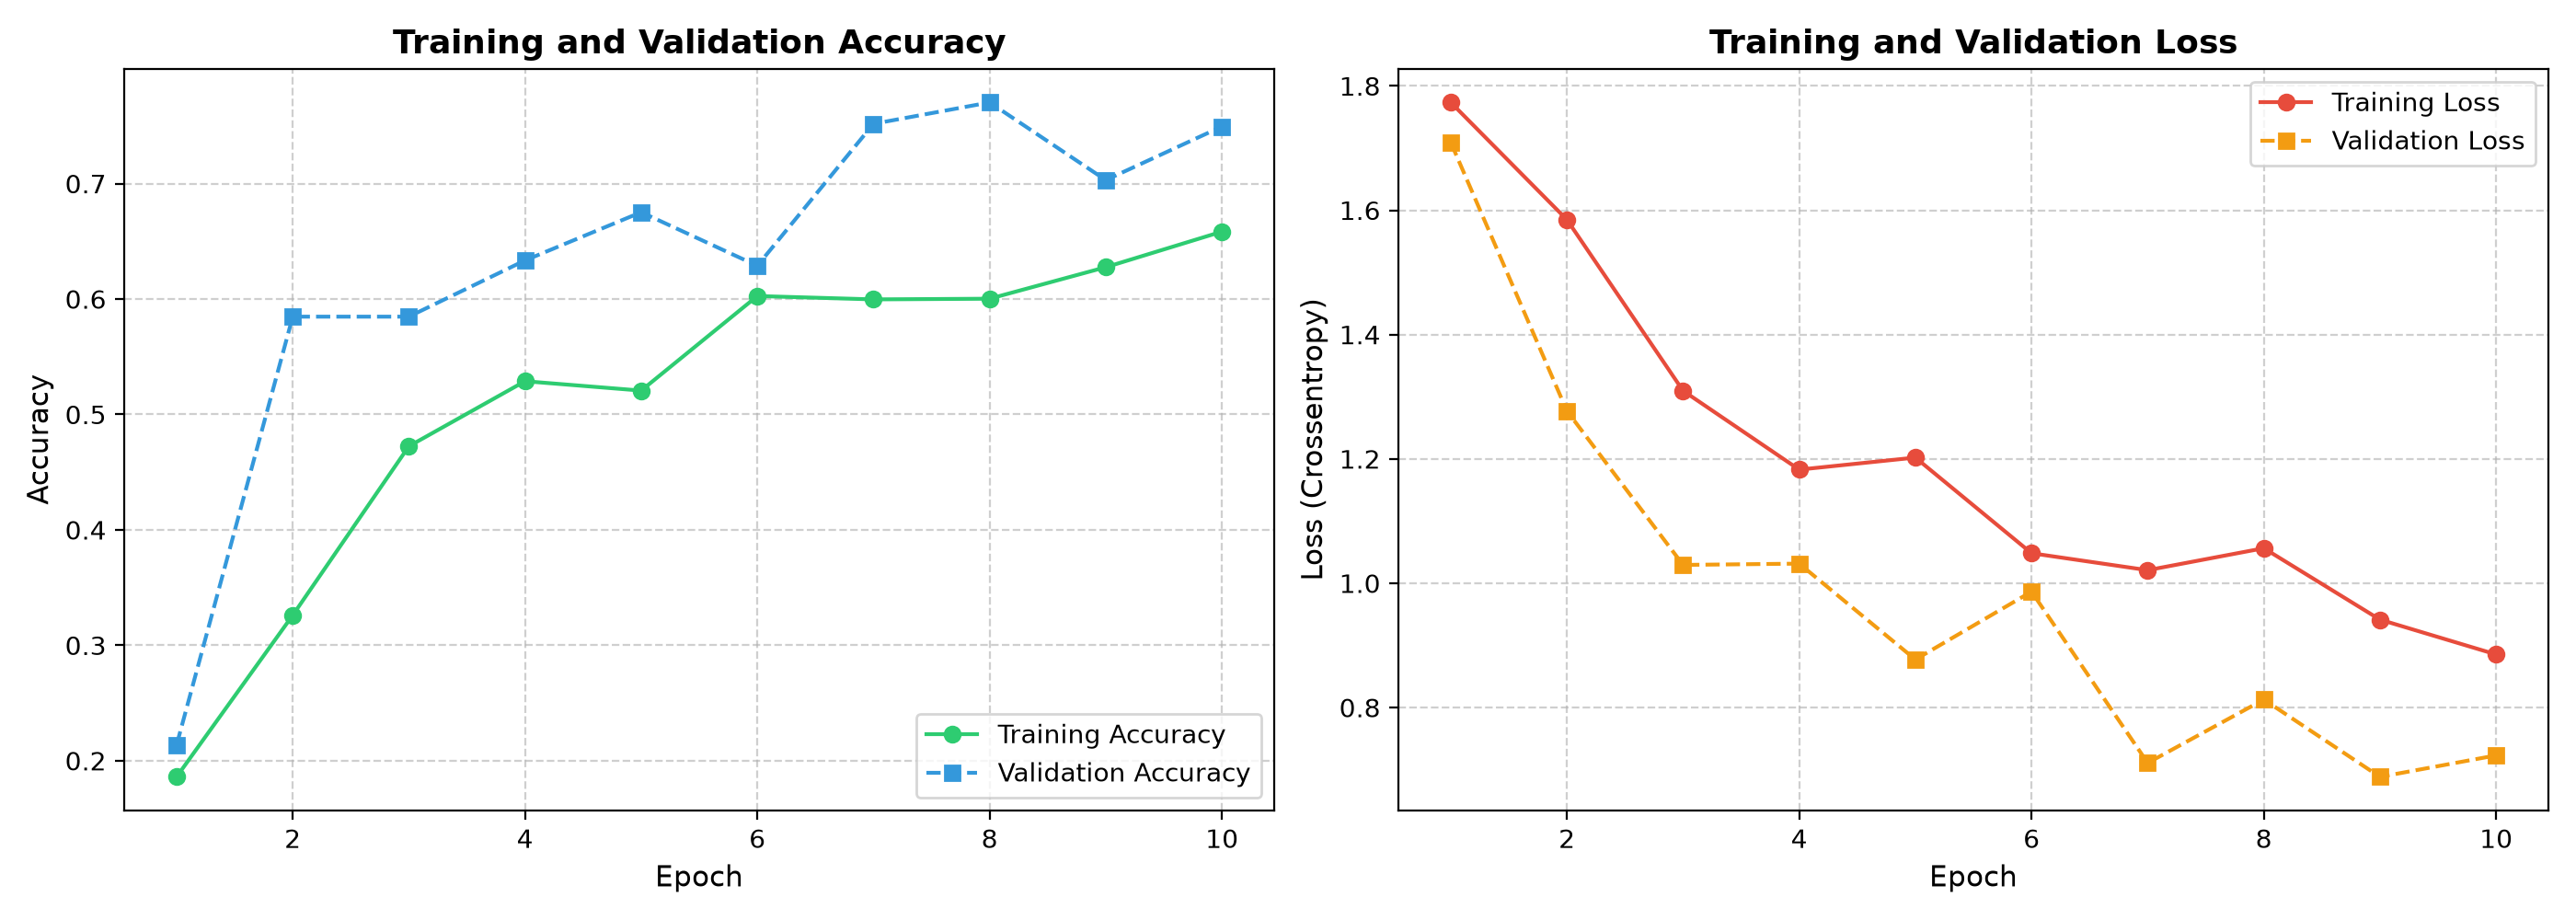 Training and Validation Accuracy
Accuracy
0.7
0.6
0.5
0.4
0.3
0.2
2 4 6 8 10
Epoch
Training Accuracy
Validation Accuracy
Training and Validation Loss
Loss (Crossentropy)
1.8
1.6
1.4
1.2
1.0
0.8
2 4 6 8 10
Epoch
Training Loss
Validation Loss